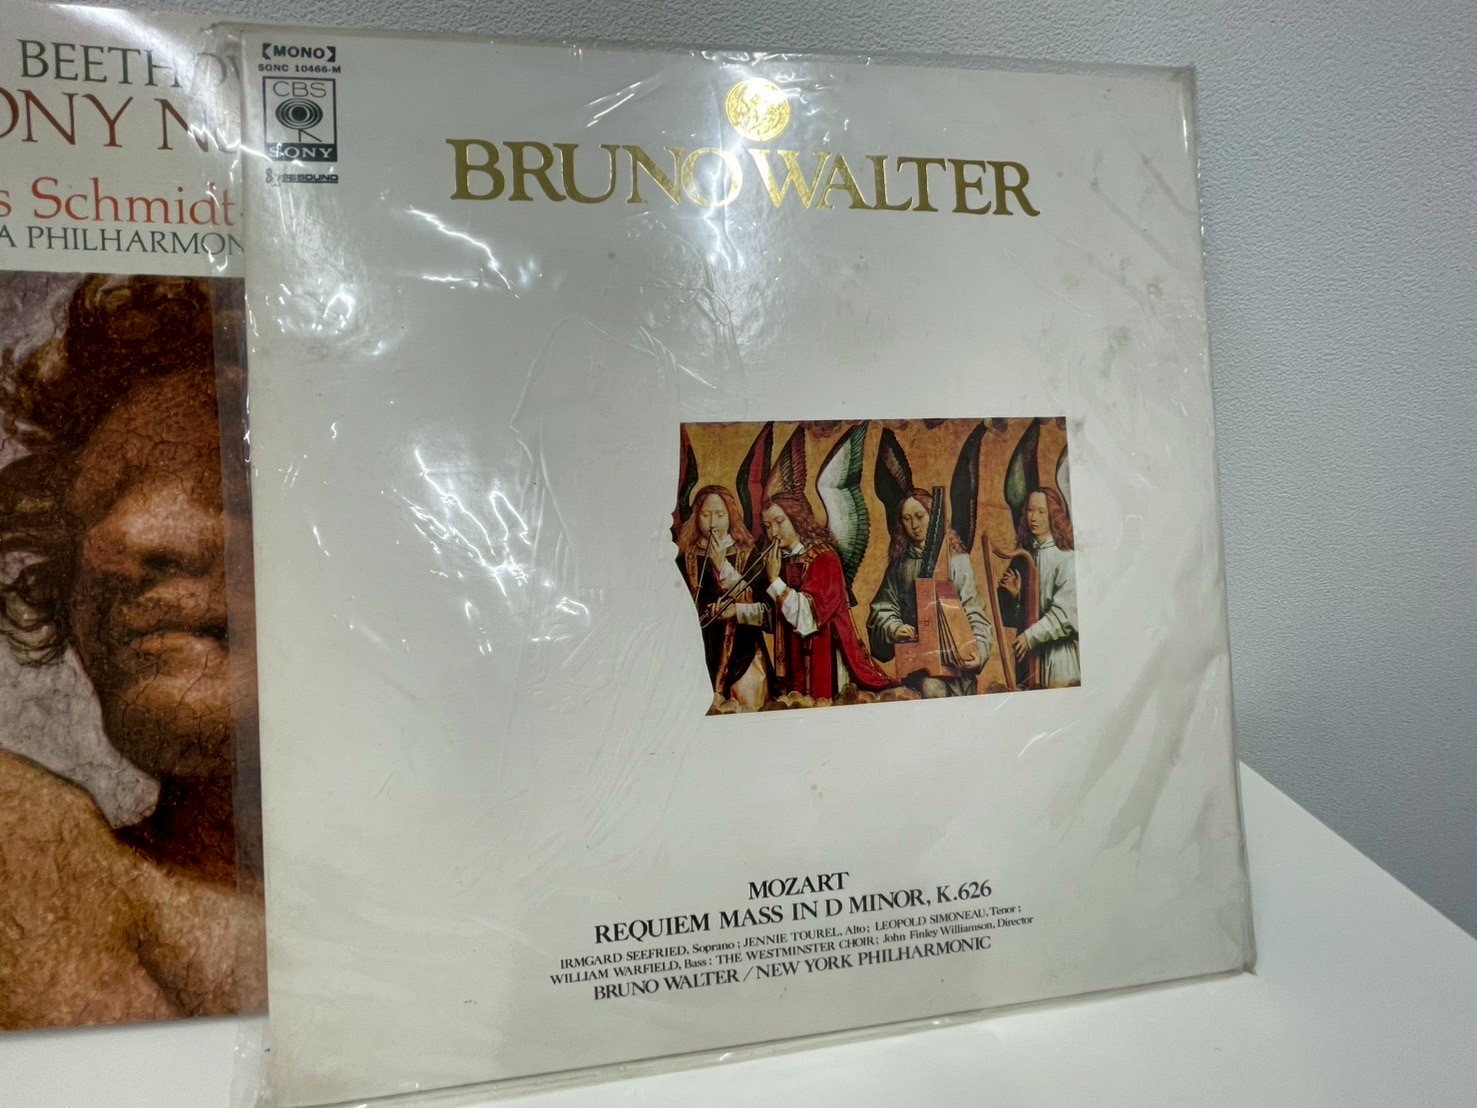 BEETHOV
ONY N
s Schmidt-
A PHILHARMON
【MONO】
SONC 10466-M
CBS
SONY
BRUNO WALTER
MOZART
REQUIEM MASS IN D MINOR, K.626
IRMGARD SEEFRIED, Soprano ; JENNIE TOUREL, Alto ; LEOPOLD SIMONEAU, Tenor ;
WILLIAM WARFIELD, Bass ; THE WESTMINSTER CHOIR ; John Finley Williamson, Director
BRUNO WALTER / NEW YORK PHILHARMONIC